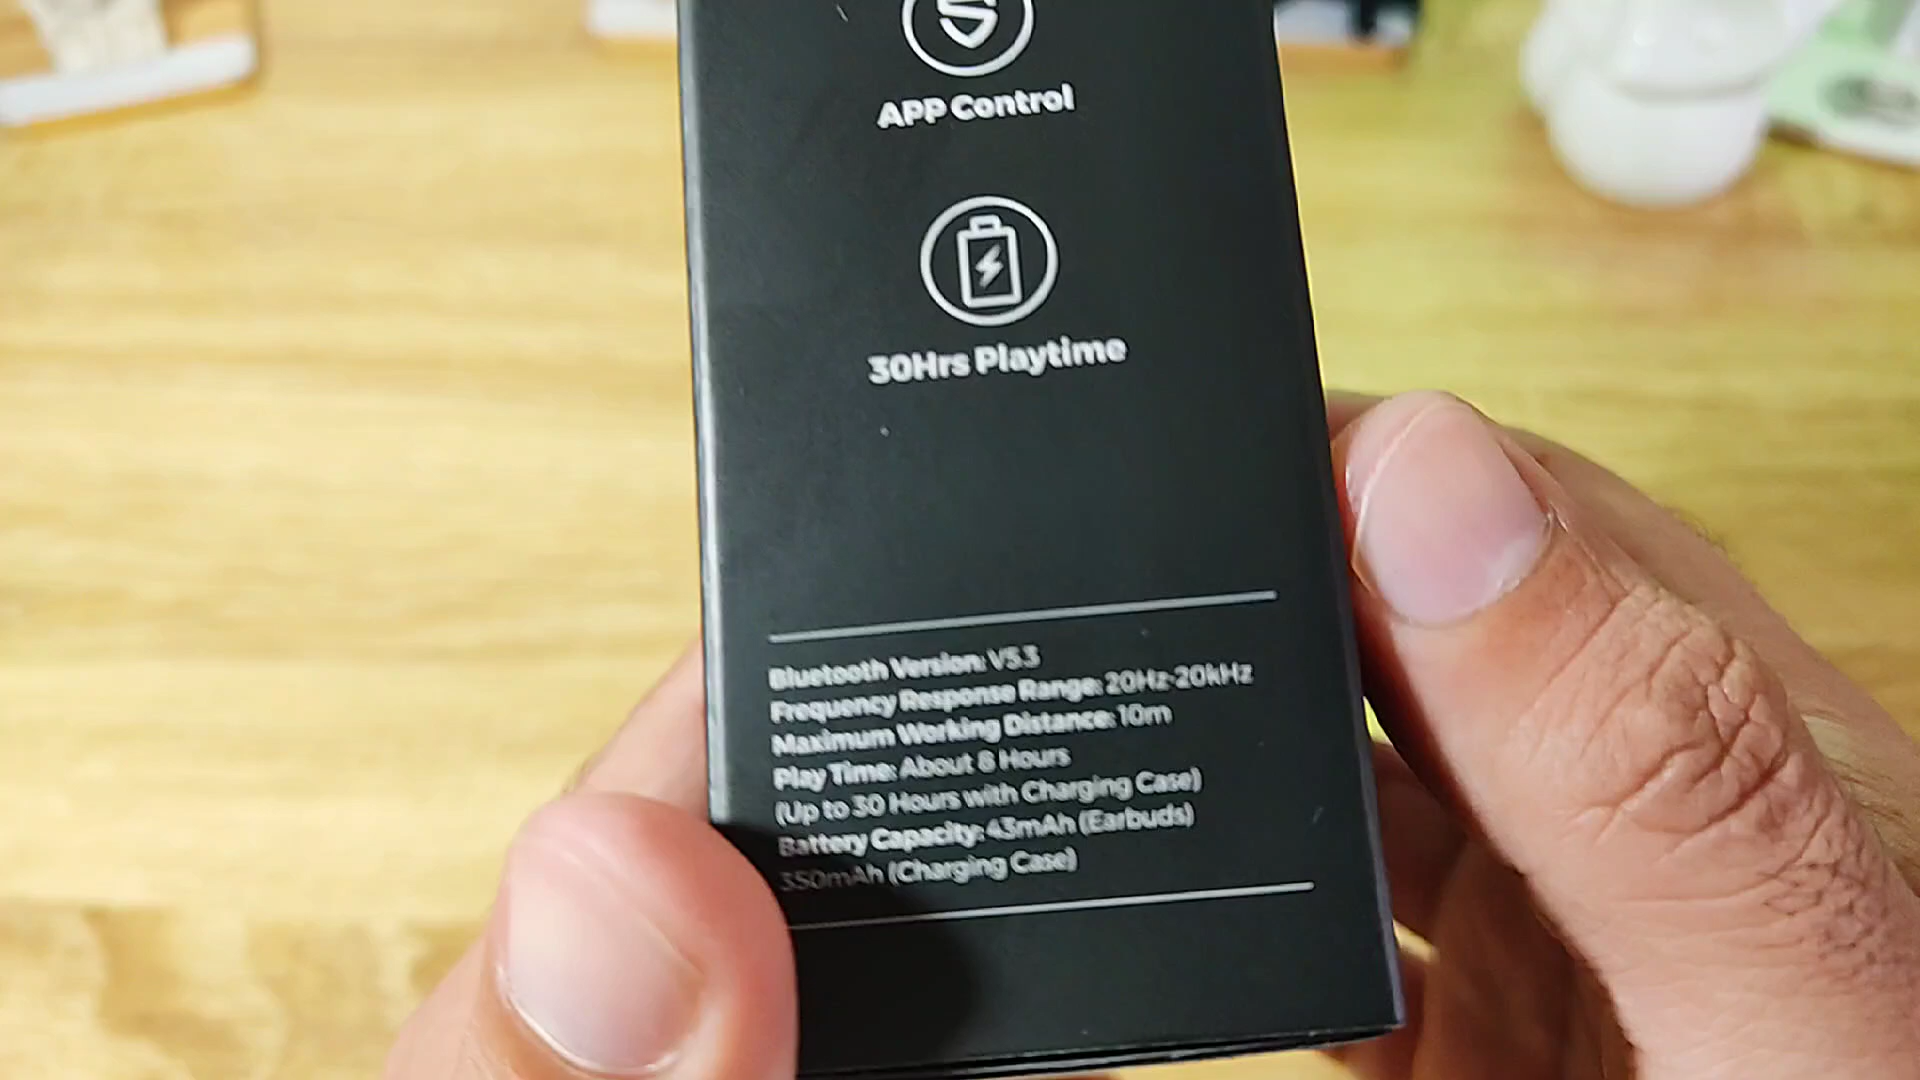 APP Control
30Hrs Playtime
Bluetooth Version: V5.3
Frequency Response Range: 20Hz-20kHz
Maximum Working Distance: 10m
Play Time: About 8 Hours
(Up to 30 Hours with Charging Case)
Battery Capacity: 43mAh (Earbuds)
350mAh (Charging Case)